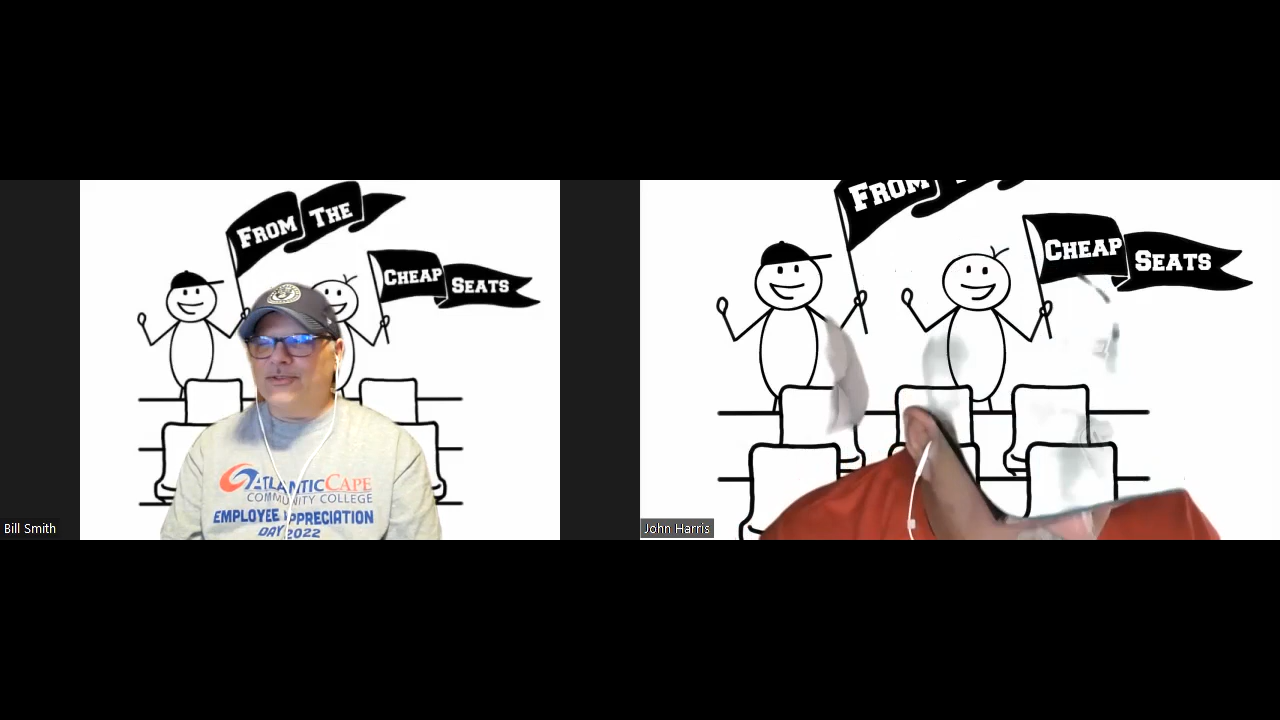 FROM THE
CHEAP SEATS
ATLANTICCAPE
COMMUNITY COLLEGE
EMPLOYEE APPRECIATION
DAY 2022
Bill Smith
FROM
CHEAP SEATS
John Harris